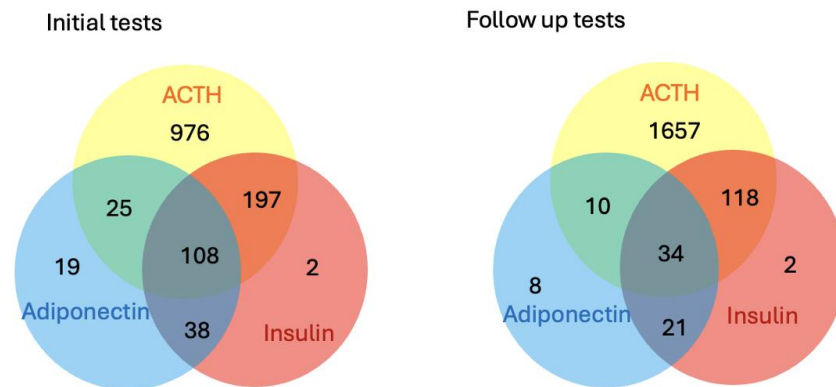 Initial tests
ACTH
976
25
197
108
19
2
Adiponectin
38
Insulin
Follow up tests
ACTH
1657
10
118
34
8
2
Adiponectin
21
Insulin